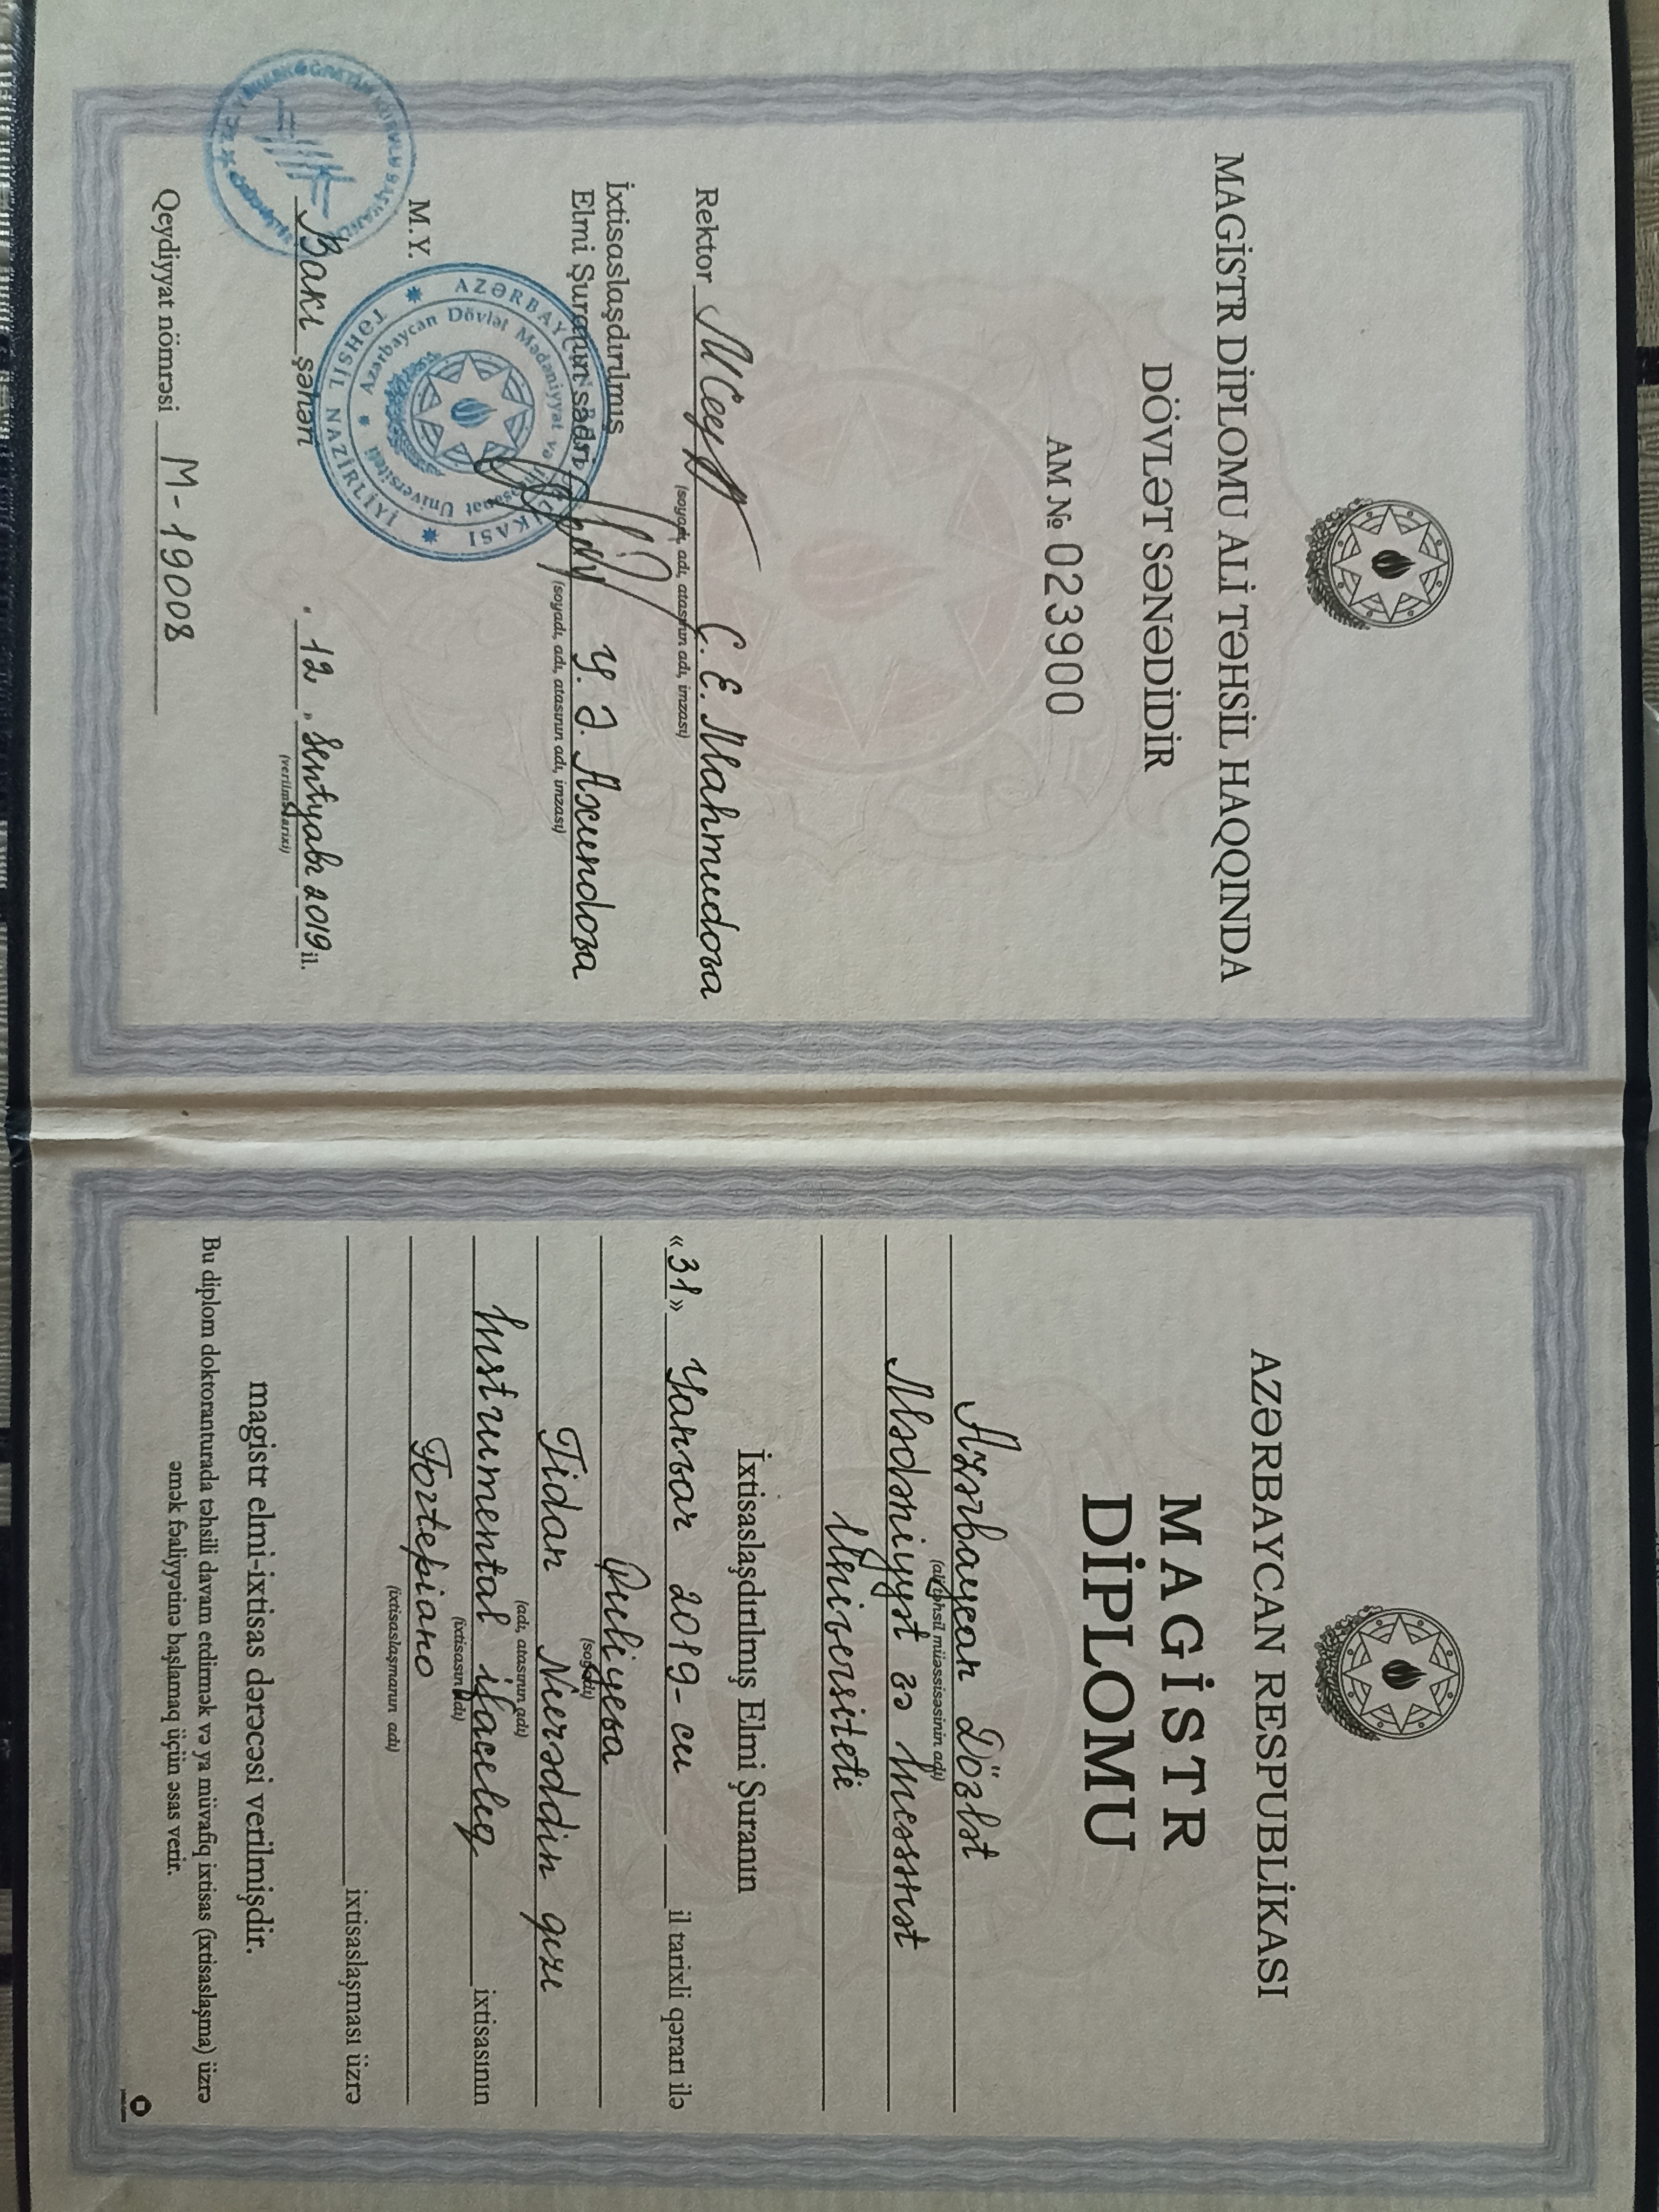 MAGİSTR DİPLOMU ALİ TƏHSİL HAQQINDA
DÖVLƏT SƏNƏDİDİR
AM № 023900
Rektor C. E. Mahmudova
(soyadı, adı, atasının adı, imzası)
İxtisaslaşdırılmış
Elmi Şuranın sədri Y. Ə. Axundova
(soyadı, adı, atasının adı, imzası)
M.Y.
AZƏRBAYCAN RESPUBLİKASI
TƏHSİL NAZİRLİYİ
Azərbaycan Dövlət Mədəniyyət və İncəsənət Universiteti
Bakı şəhəri
" 12 " Sentyabr 2019 il.
(verilmə tarixi)
Qeydiyyat nömrəsi M-19008
AZƏRBAYCAN RESPUBLİKASI
MAGİSTR
DİPLOMU
Azərbaycan Dövlət
(ali təhsil müəssisəsinin adı)
Mədəniyyət və İncəsənət
Universiteti
İxtisaslaşdırılmış Elmi Şuranın
«31» Yanvar 2019-cu il tarixli qərarı ilə
Quliyeva
(soyadı)
Fidan Nurəddin qızı
(adı, atasının adı)
İnstrumental ifaçılıq ixtisasının
(ixtisasın adı)
Fortepiano
(ixtisaslaşmanın adı)
ixtisaslaşması üzrə
magistr elmi-ixtisas dərəcəsi verilmişdir.
Bu diplom doktoranturada təhsili davam etdirmək və ya müvafiq ixtisas (ixtisaslaşma) üzrə
əmək fəaliyyətinə başlamaq üçün əsas verir.